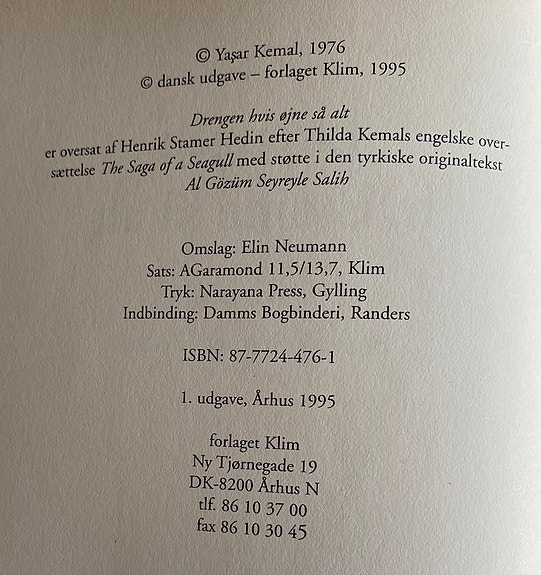 © Yaşar Kemal, 1976
© dansk udgave – forlaget Klim, 1995
Drengen hvis øjne så alt
er oversat af Henrik Stamer Hedin efter Thilda Kemals engelske over-
sættelse The Saga of a Seagull med støtte i den tyrkiske originaltekst
Al Gözüm Seyreyle Salih
Omslag: Elin Neumann
Sats: AGaramond 11,5/13,7, Klim
Tryk: Narayana Press, Gylling
Indbinding: Damms Bogbinderi, Randers
ISBN: 87-7724-476-1
1. udgave, Århus 1995
forlaget Klim
Ny Tjørnegade 19
DK-8200 Århus N
tlf. 86 10 37 00
fax 86 10 30 45